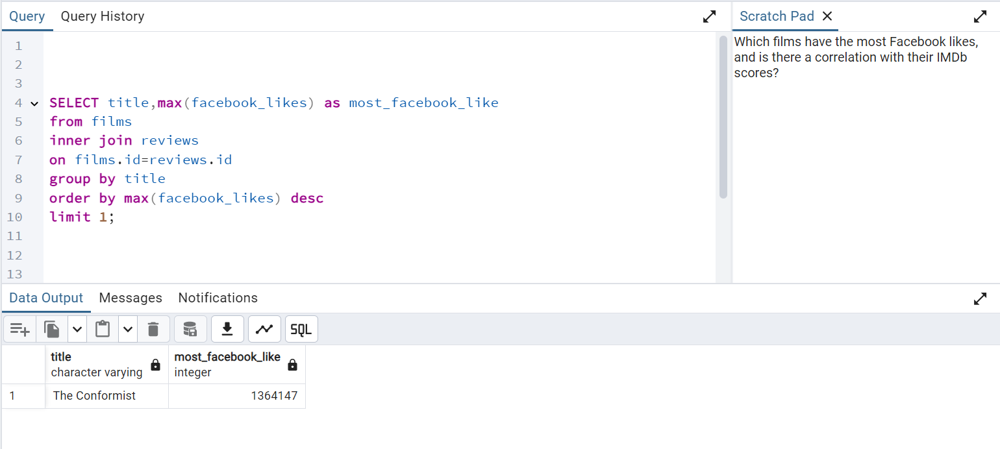 Query Query History
Scratch Pad
Which films have the most Facebook likes,
and is there a correlation with their IMDb
scores?
1
2
3
4 SELECT title,max(facebook_likes) as most_facebook_like
5 from films
6 inner join reviews
7 on films.id=reviews.id
8 group by title
9 order by max(facebook_likes) desc
10 limit 1;
11
12
13
Data Output Messages Notifications
SQL
title most_facebook_like
character varying integer
1 The Conformist 1364147